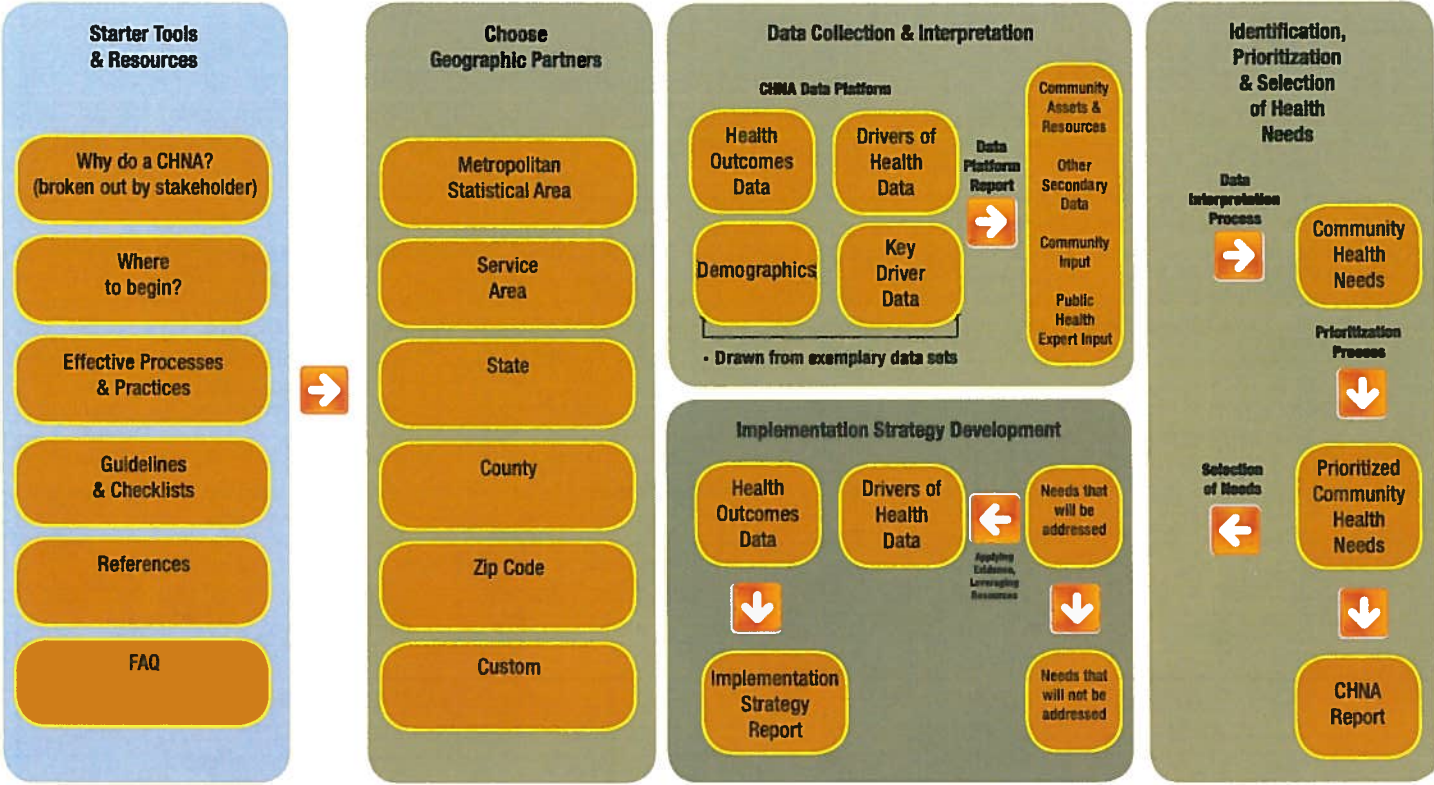 Starter Tools
& Resources
Why do a CHNA?
(broken out by stakeholder)
Where
to begin?
Effective Processes
& Practices
Guidelines
& Checklists
References
FAQ
Choose
Geographic Partners
Metropolitan
Statistical Area
Service
Area
State
County
Zip Code
Custom
Data Collection & Interpretation
CHNA Data Platform
Health
Outcomes
Data
Drivers of
Health
Data
Demographics
Key
Driver
Data
• Drawn from exemplary data sets
Data
Platform
Report
Community
Assets &
Resources
Other
Secondary
Data
Community
Input
Public
Health
Expert Input
Implementation Strategy Development
Health
Outcomes
Data
Drivers of
Health
Data
Applying
Evidence,
Leveraging
Resources
Needs that
will be
addressed
Implementation
Strategy
Report
Needs that
will not be
addressed
Identification,
Prioritization
& Selection
of Health
Needs
Data
Interpretation
Process
Community
Health
Needs
Prioritization
Process
Selection
of Needs
Prioritized
Community
Health
Needs
CHNA
Report